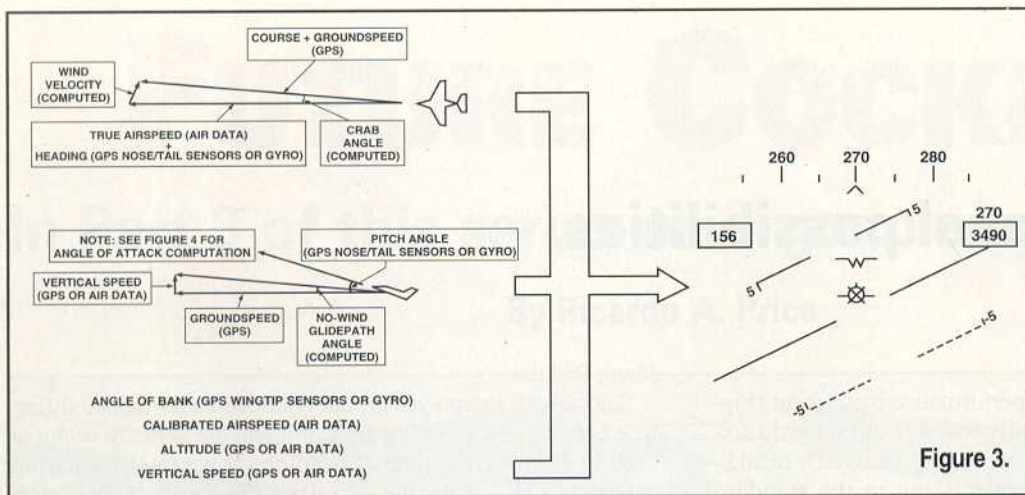 COURSE + GROUNDSPEED
(GPS)
WIND
VELOCITY
(COMPUTED)
TRUE AIRSPEED (AIR DATA)
+
HEADING (GPS NOSE/TAIL SENSORS OR GYRO)
CRAB
ANGLE
(COMPUTED)
NOTE: SEE FIGURE 4 FOR
ANGLE OF ATTACK COMPUTATION
PITCH ANGLE
(GPS NOSE/TAIL SENSORS OR GYRO)
VERTICAL SPEED
(GPS OR AIR DATA)
GROUNDSPEED
(GPS)
NO-WIND
GLIDEPATH
ANGLE
(COMPUTED)
ANGLE OF BANK (GPS WINGTIP SENSORS OR GYRO)
CALIBRATED AIRSPEED (AIR DATA)
ALTITUDE (GPS OR AIR DATA)
VERTICAL SPEED (GPS OR AIR DATA)
260 270 280
5
270
156
3490
5
-5
-5
Figure 3.